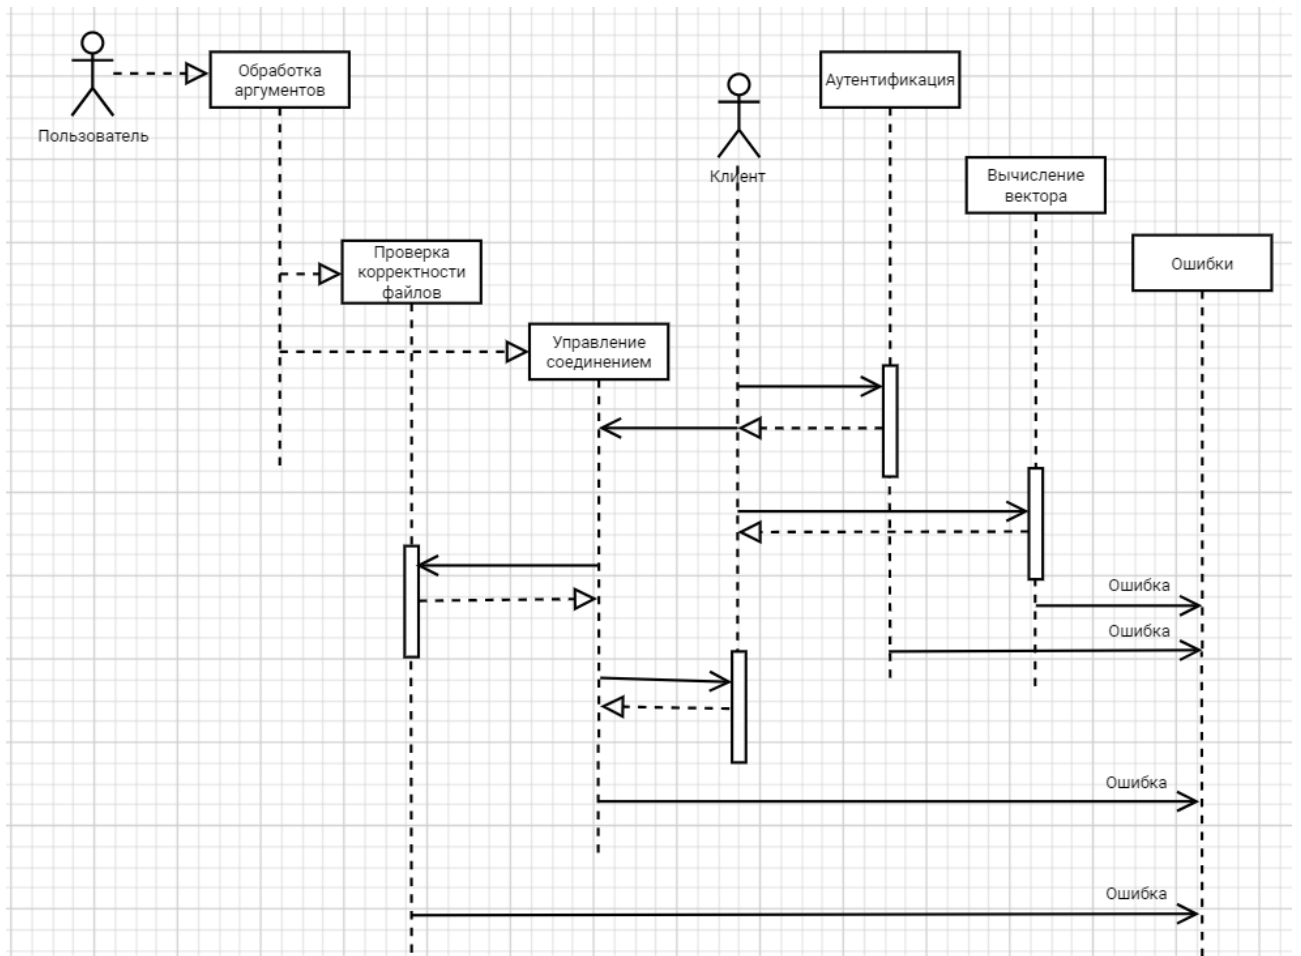 Обработка
аргументов
Пользователь
Клиент
Аутентификация
Вычисление
вектора
Ошибки
Проверка
корректности
файлов
Управление
соединением
Ошибка
Ошибка
Ошибка
Ошибка